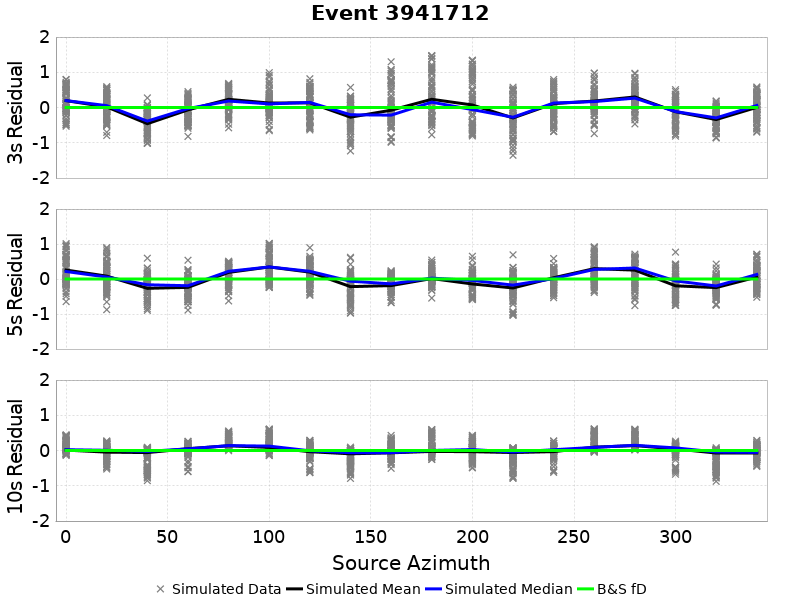 Event 3941712
3s Residual
2
1
0
-1
-2
5s Residual
2
1
0
-1
-2
10s Residual
2
1
0
-1
-2
0 50 100 150 200 250 300
Source Azimuth
Simulated Data Simulated Mean Simulated Median B&S fD